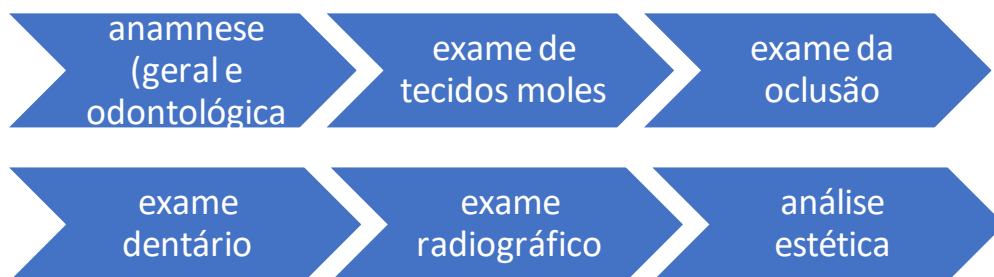 anamnese
(geral e
odontológica
exame de
tecidos moles
exame da
oclusão
exame
dentário
exame
radiográfico
análise
estética